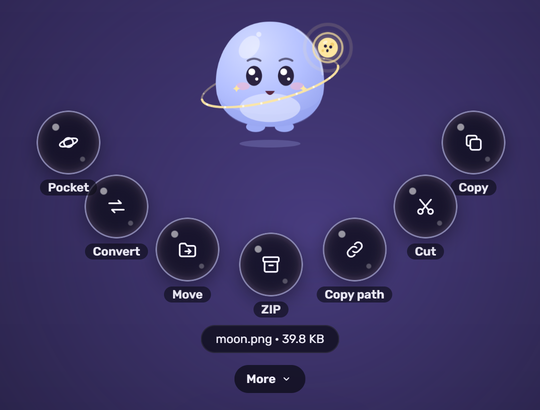 Pocket
Copy
Convert
Cut
Move
Copy path
ZIP
moon.png • 39.8 KB
More